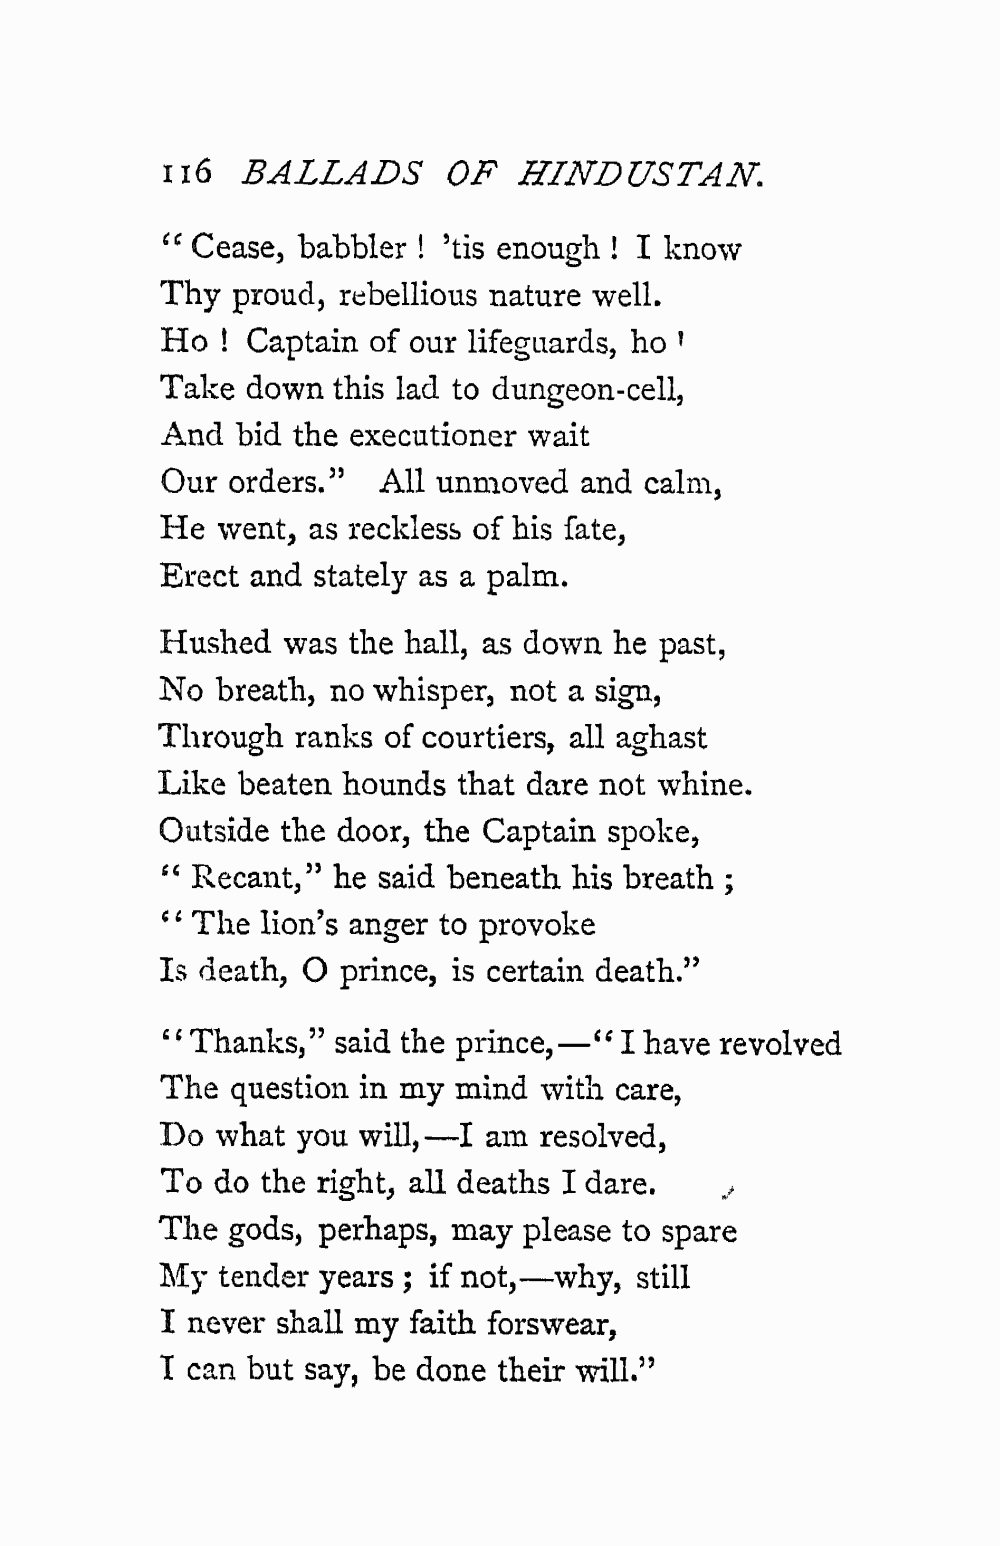 116 BALLADS OF HINDUSTAN.
“ Cease, babbler ! ’tis enough ! I know
Thy proud, rebellious nature well.
Ho ! Captain of our lifeguards, ho !
Take down this lad to dungeon-cell,
And bid the executioner wait
Our orders.” All unmoved and calm,
He went, as reckless of his fate,
Erect and stately as a palm.
Hushed was the hall, as down he past,
No breath, no whisper, not a sign,
Through ranks of courtiers, all aghast
Like beaten hounds that dare not whine.
Outside the door, the Captain spoke,
“ Recant,” he said beneath his breath ;
“ The lion’s anger to provoke
Is death, O prince, is certain death.”
“ Thanks,” said the prince,—“ I have revolved
The question in my mind with care,
Do what you will,—I am resolved,
To do the right, all deaths I dare.
The gods, perhaps, may please to spare
My tender years ; if not,—why, still
I never shall my faith forswear,
I can but say, be done their will.”